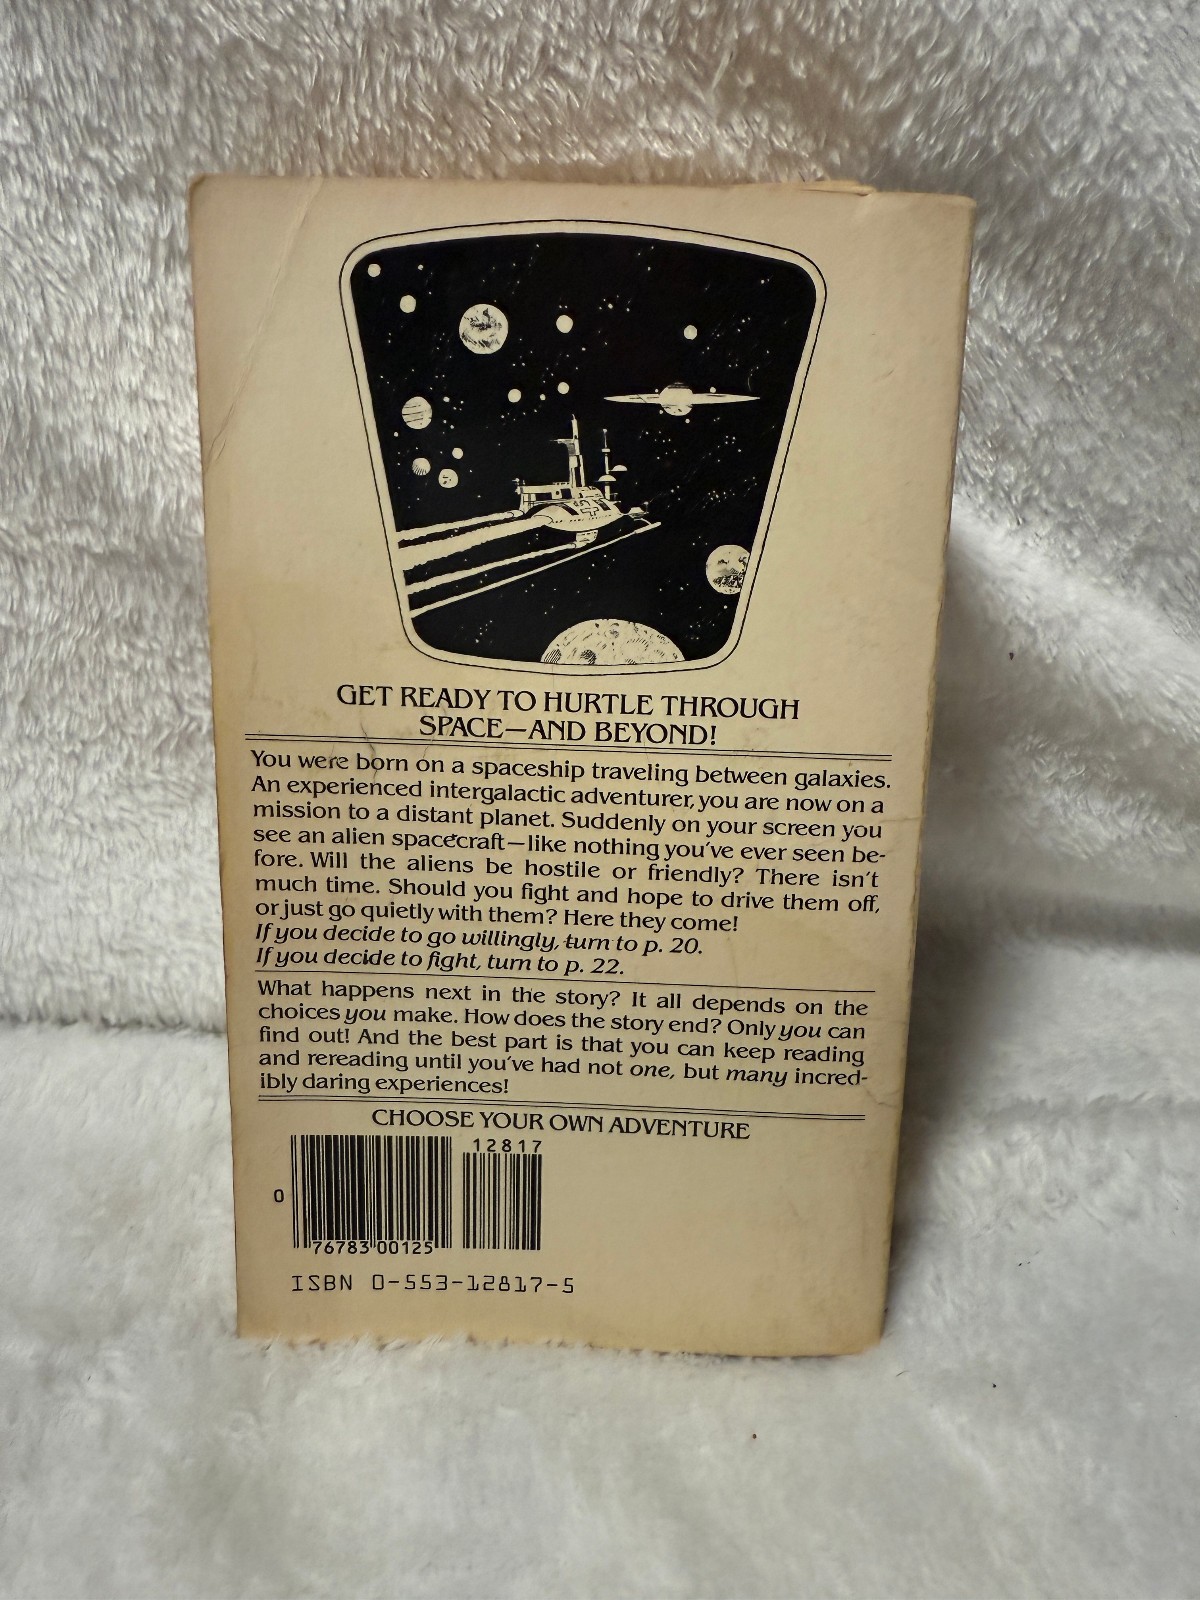 GET READY TO HURTLE THROUGH
SPACE—AND BEYOND!
You were born on a spaceship traveling between galaxies.
An experienced intergalactic adventurer, you are now on a
mission to a distant planet. Suddenly on your screen you
see an alien spacecraft—like nothing you've ever seen be-
fore. Will the aliens be hostile or friendly? There isn't
much time. Should you fight and hope to drive them off,
or just go quietly with them? Here they come!
If you decide to go willingly, turn to p. 20.
If you decide to fight, turn to p. 22.
What happens next in the story? It all depends on the
choices you make. How does the story end? Only you can
find out! And the best part is that you can keep reading
and rereading until you've had not one, but many incred-
ibly daring experiences!
CHOOSE YOUR OWN ADVENTURE
12817
0
76783 00125
ISBN 0-553-12817-5